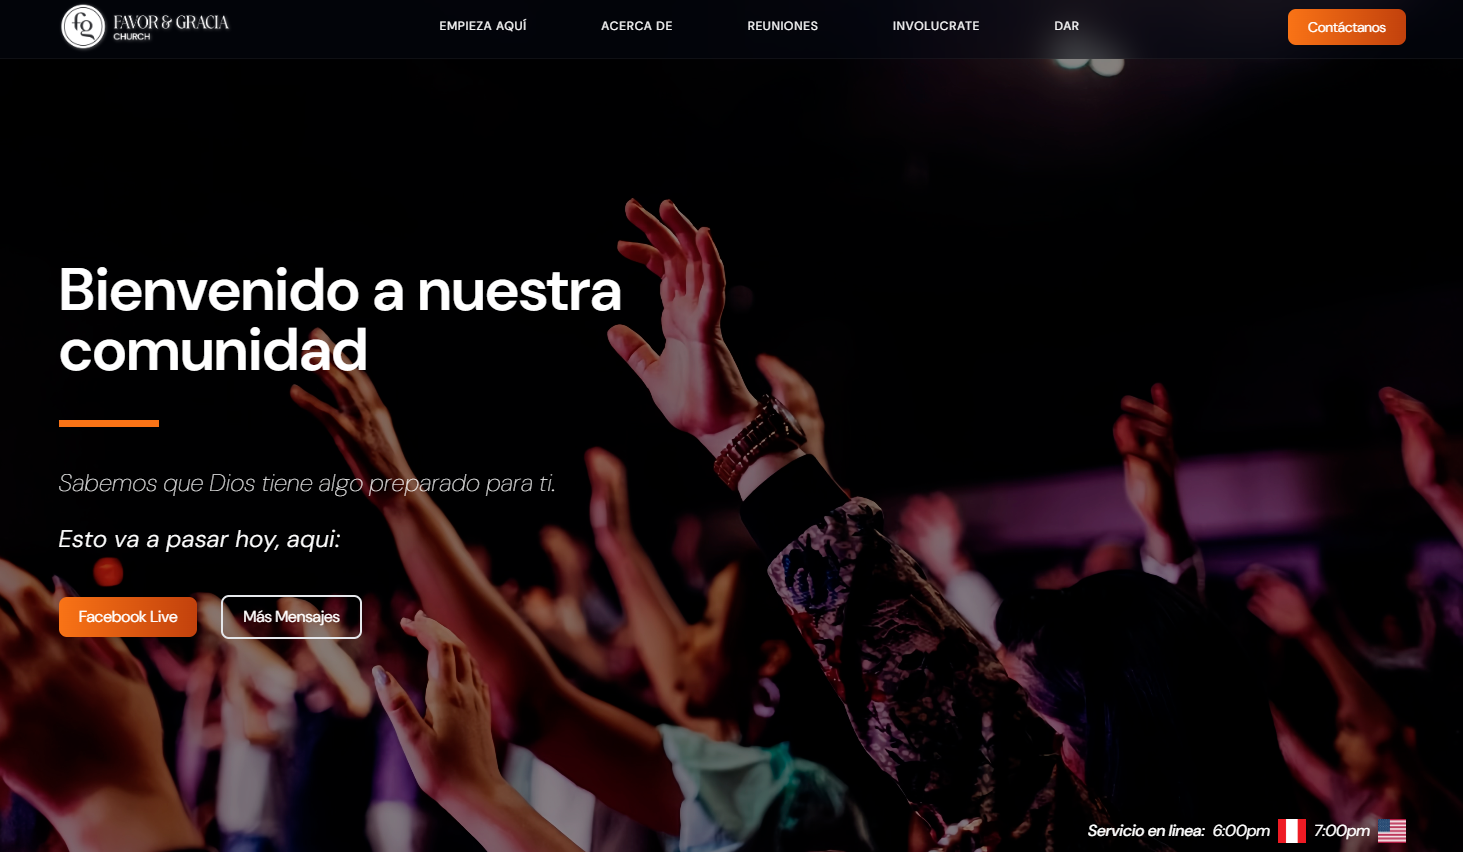 fg
FAVOR & GRACIA
CHURCH
EMPIEZA AQUÍ
ACERCA DE
REUNIONES
INVOLUCRATE
DAR
Contáctanos
Bienvenido a nuestra
comunidad
Sabemos que Dios tiene algo preparado para ti.
Esto va a pasar hoy, aqui:
Facebook Live
Más Mensajes
Servicio en linea: 6:00pm 7:00pm